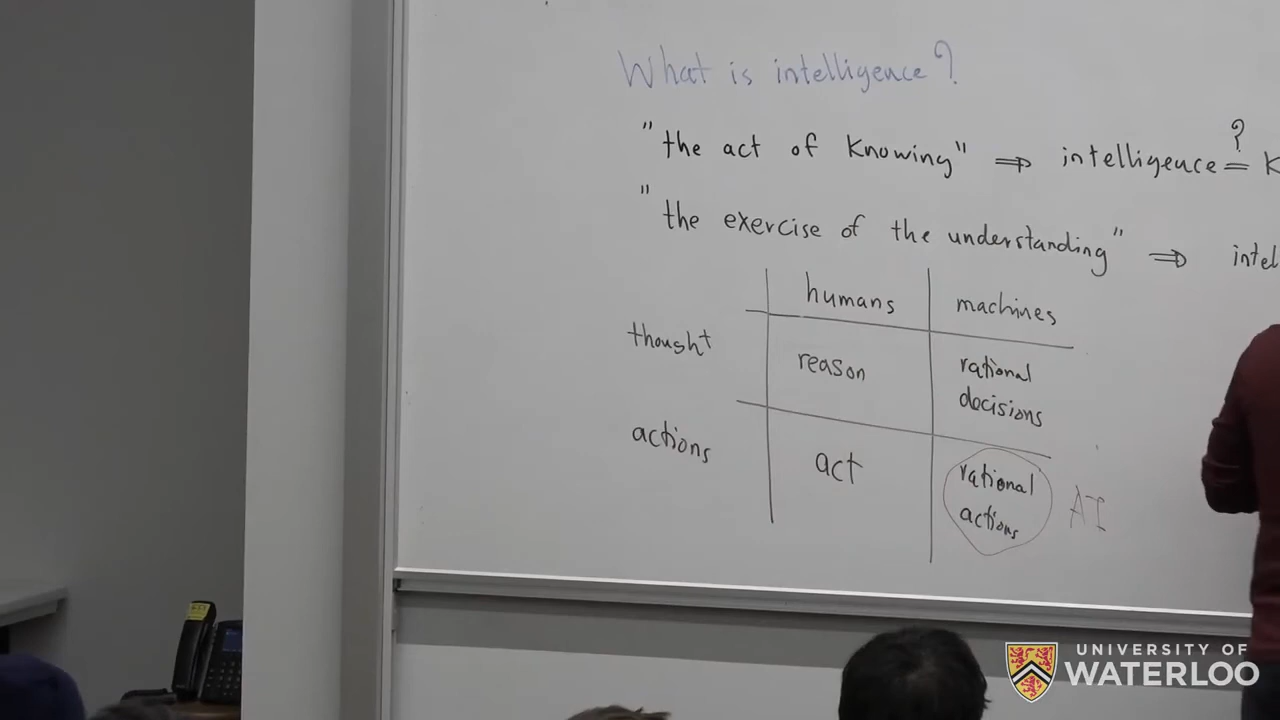 What is intelligence?
"the act of knowing" ⇒ intelligence ?= K
"the exercise of the understanding" ⇒ intel
humans machines
thought reason rational decisions
actions act rational actions AI
UNIVERSITY OF
WATERLOO